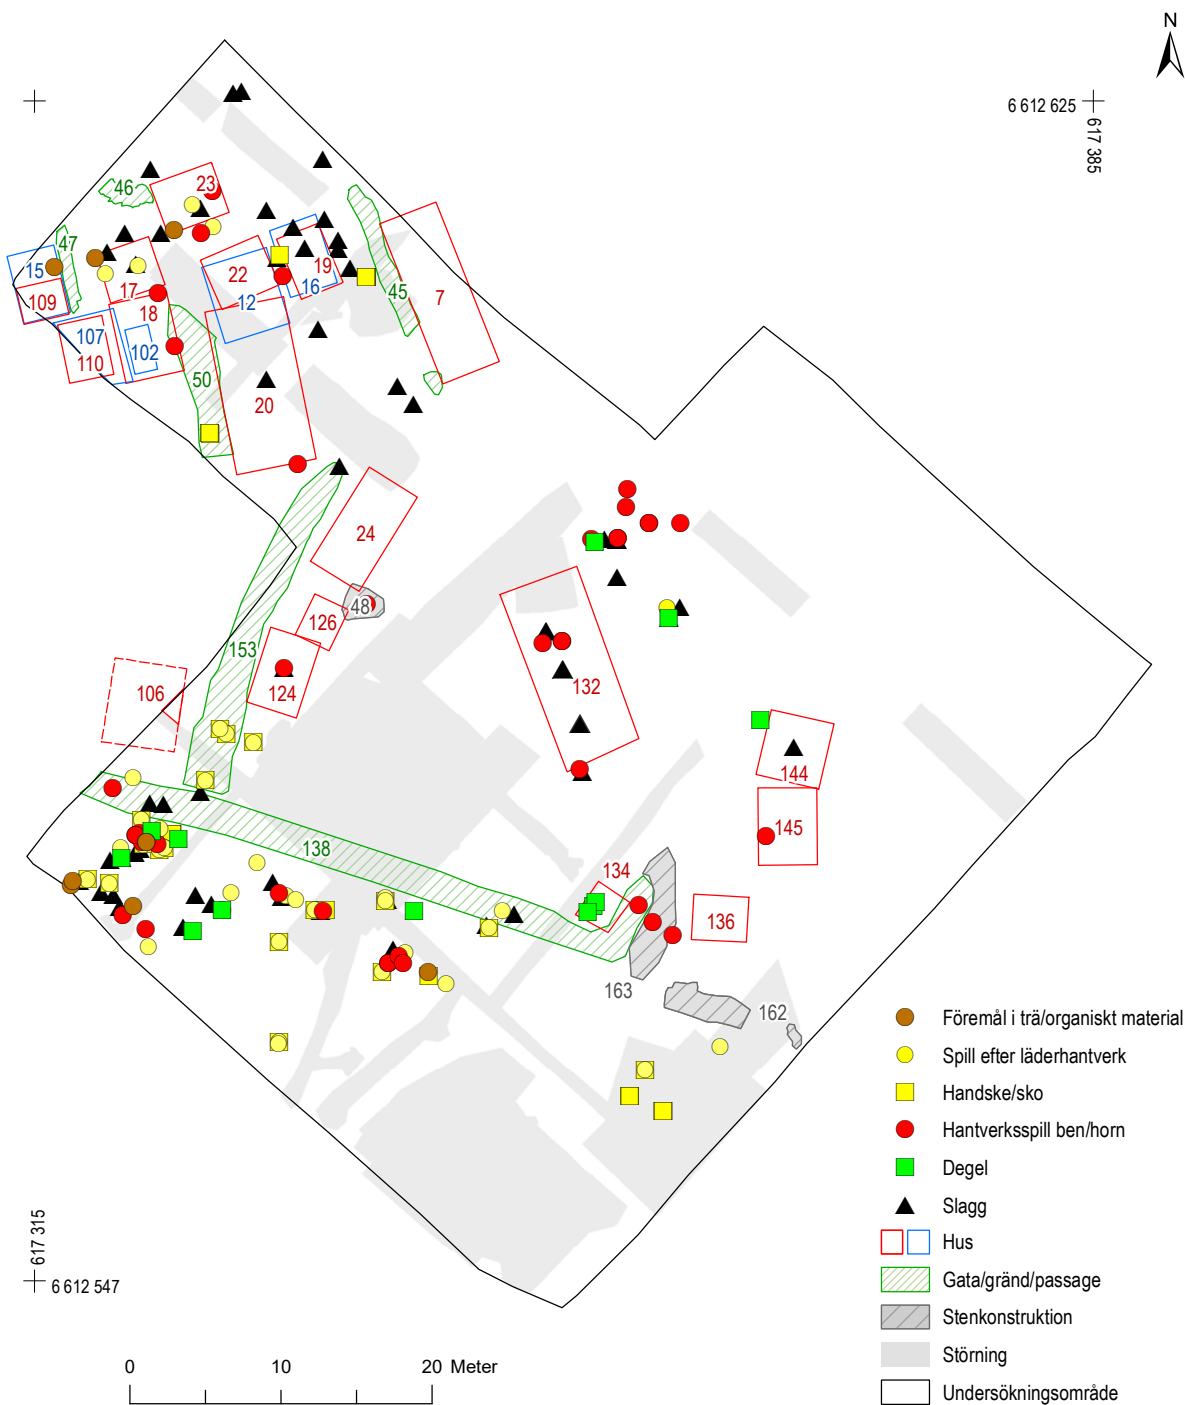 N
6 612 625
617 385
23
46
47
15
109
17
18
107
110
102
22
12
19
16
45
7
50
20
24
48
126
153
124
106
132
144
145
138
134
136
163
162
Föremål i trä/organiskt material
Spill efter läderhantverk
Handske/sko
Hantverksspill ben/horn
Degel
Slagg
Hus
Gata/gränd/passage
Stenkonstruktion
Störning
Undersökningsområde
617 315
6 612 547
0 10 20 Meter